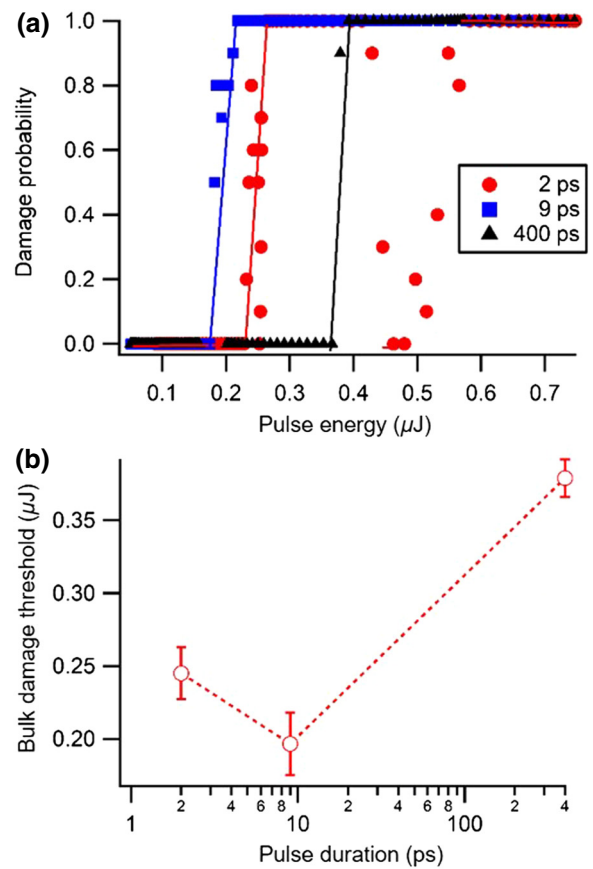 (a)
Damage probability
1.0
0.8
0.6
0.4
0.2
0.0
2 ps
9 ps
400 ps
0.1 0.2 0.3 0.4 0.5 0.6 0.7
Pulse energy (µJ)
(b)
Bulk damage threshold (µJ)
0.35
0.30
0.25
0.20
2 4 6 8 2 4 6 8 2 4
1 10 100
Pulse duration (ps)